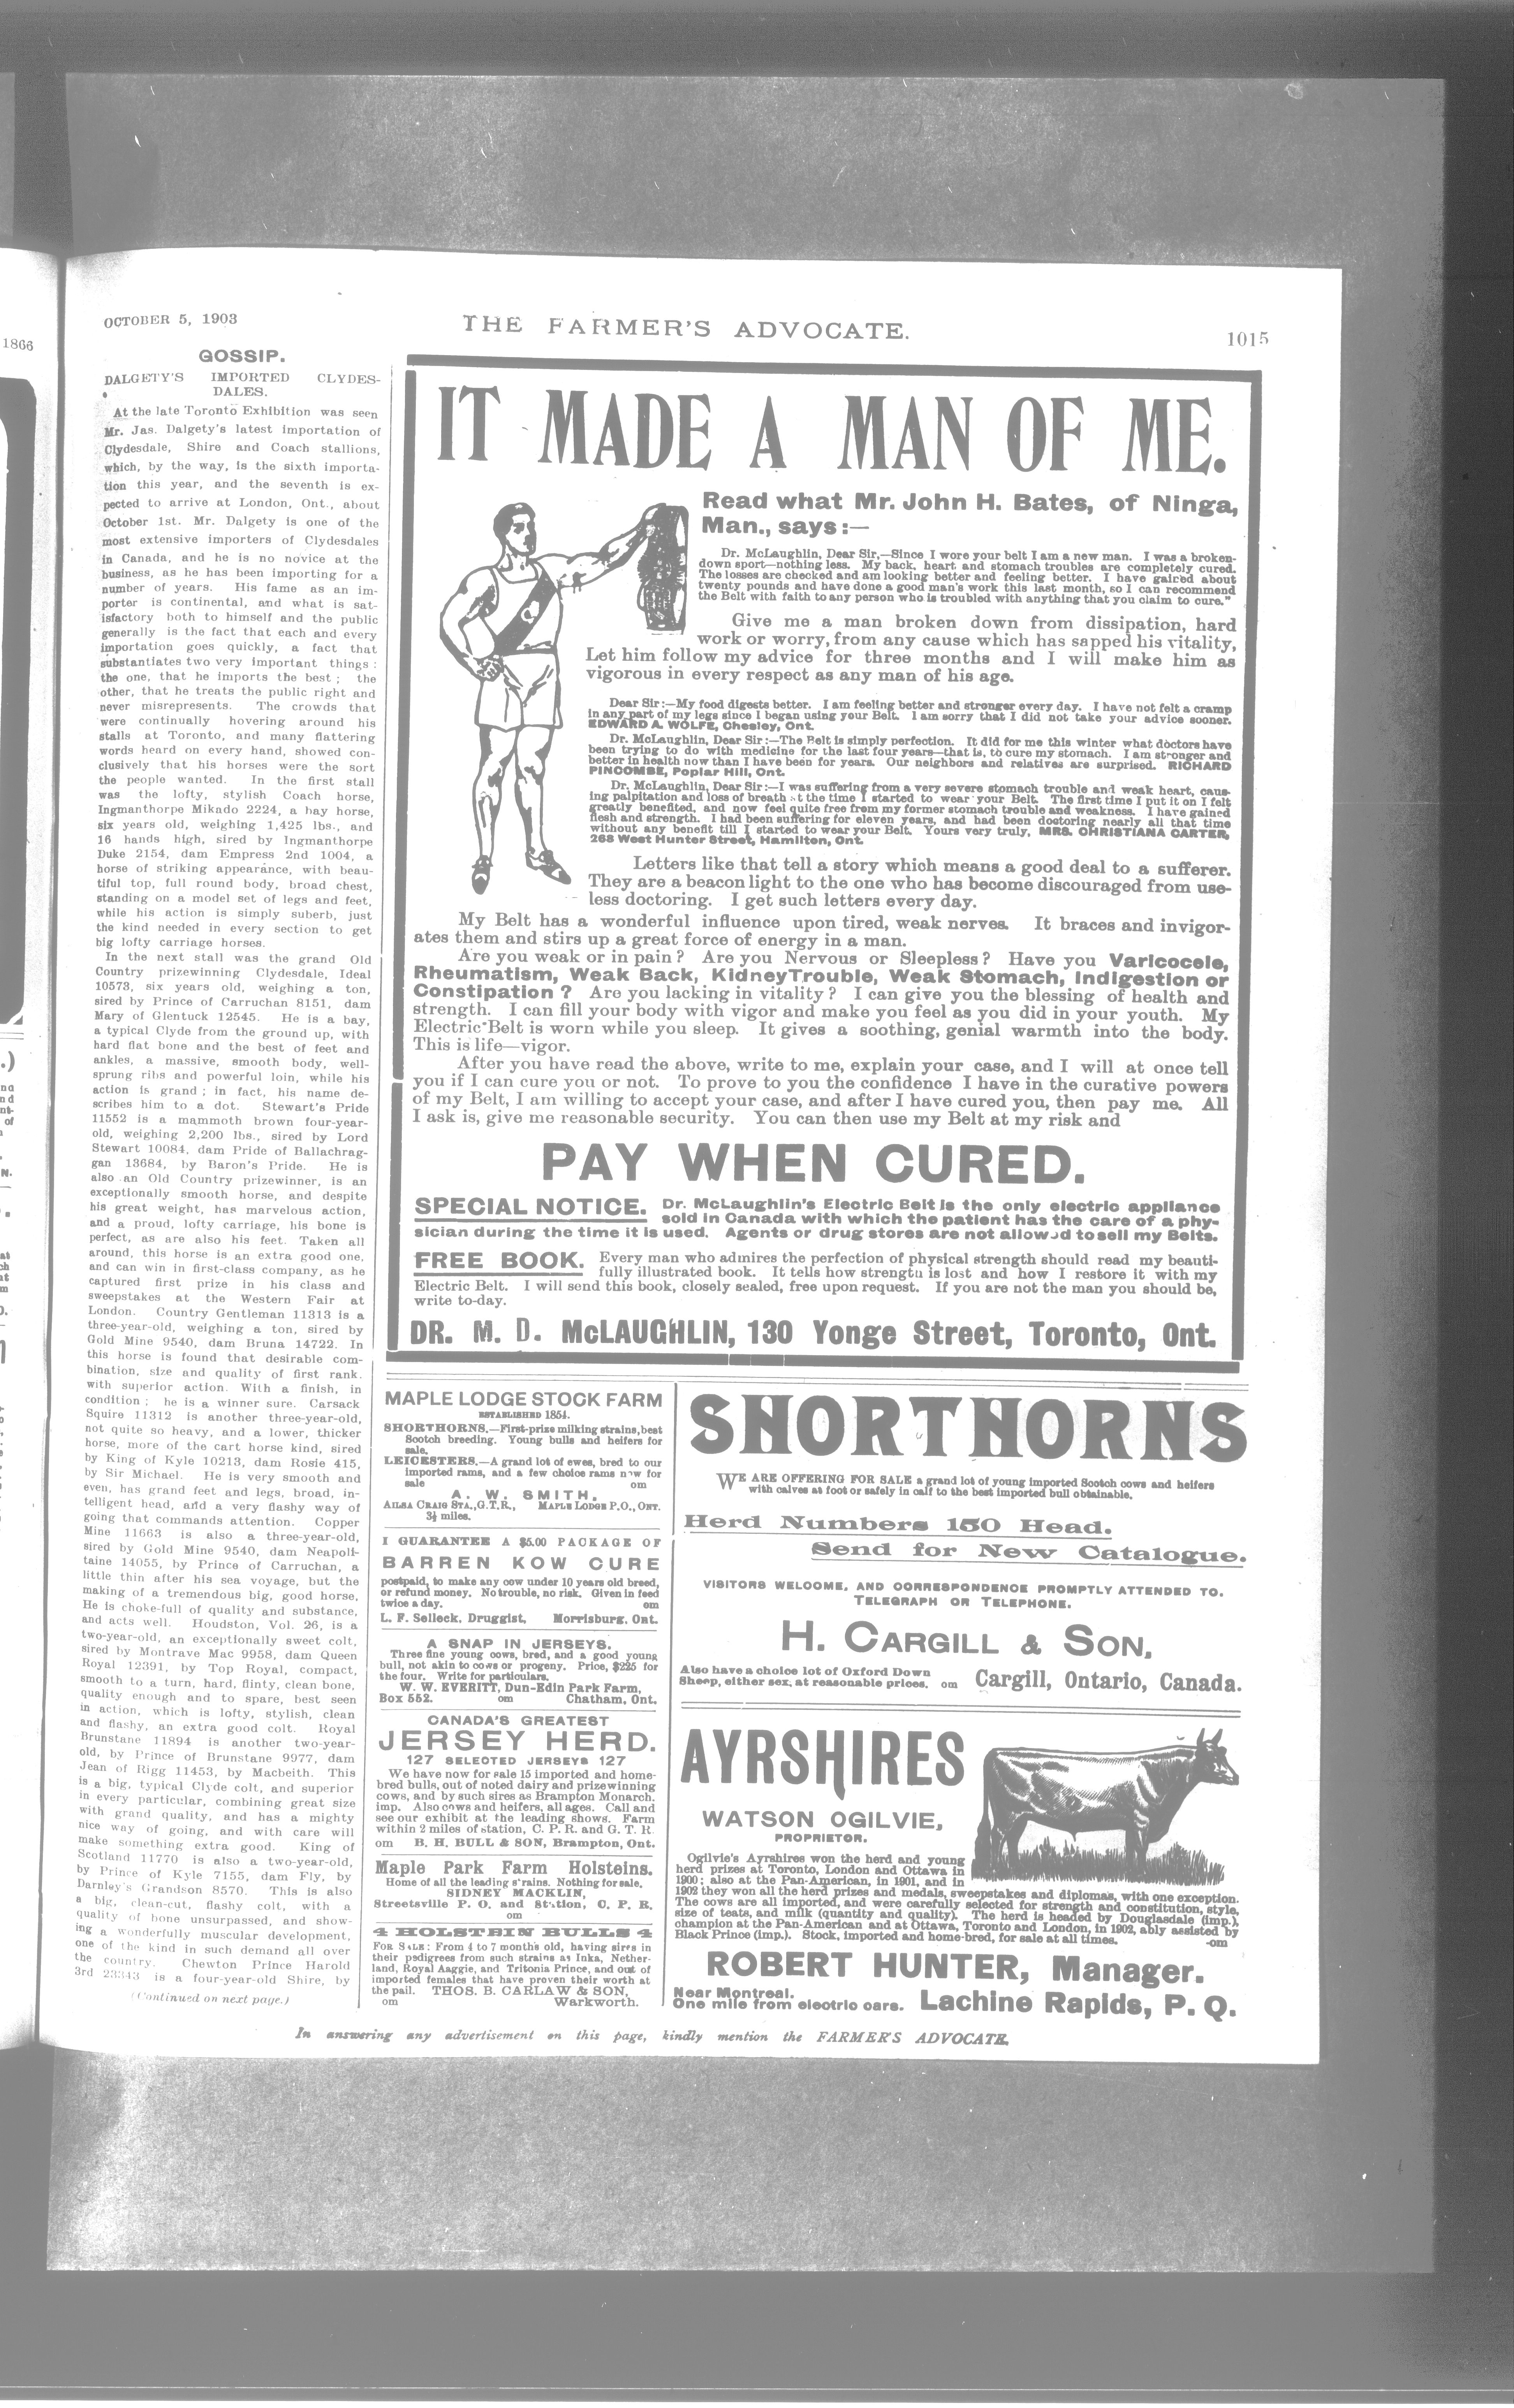 OCTOBER 5, 1903
THE FARMER'S ADVOCATE.
1015
1866
GOSSIP.
DALGETY'S IMPORTED CLYDES-
DALES.
At the late Toronto Exhibition was seen
Mr. Jas. Dalgety's latest importation of
Clydesdale, Shire and Coach stallions,
which, by the way, is the sixth importa-
tion this year, and the seventh is ex-
pected to arrive at London, Ont., about
October 1st. Mr. Dalgety is one of the
most extensive importers of Clydesdales
in Canada, and he is no novice at the
business, as he has been importing for a
number of years. His fame as an im-
porter is continental, and what is sat-
isfactory both to himself and the public
generally is the fact that each and every
importation goes quickly, a fact that
substantiates two very important things :
the one, that he imports the best ; the
other, that he treats the public right and
never misrepresents. The crowds that
were continually hovering around his
stalls at Toronto, and many flattering
words heard on every hand, showed con-
clusively that his horses were the sort
the people wanted. In the first stall
was the lofty, stylish Coach horse,
Ingmanthorpe Mikado 2224, a bay horse,
six years old, weighing 1,425 lbs., and
16 hands high, sired by Ingmanthorpe
Duke 2154, dam Empress 2nd 1004, a
horse of striking appearance, with beau-
tiful top, full round body, broad chest,
standing on a model set of legs and feet,
while his action is simply suberb, just
the kind needed in every section to get
big lofty carriage horses.
In the next stall was the grand Old
Country prizewinning Clydesdale, Ideal
10573, six years old, weighing a ton,
sired by Prince of Carruchan 8151, dam
Mary of Glentuck 12545. He is a bay,
a typical Clyde from the ground up, with
hard flat bone and the best of feet and
ankles, a massive, smooth body, well-
sprung ribs and powerful loin, while his
action is grand ; in fact, his name de-
scribes him to a dot. Stewart's Pride
11552 is a mammoth brown four-year-
old, weighing 2,200 lbs., sired by Lord
Stewart 10084, dam Pride of Ballachrag-
gan 13684, by Baron's Pride. He is
also an Old Country prizewinner, is an
exceptionally smooth horse, and despite
his great weight, has marvelous action,
and a proud, lofty carriage, his bone is
perfect, as are also his feet. Taken all
around, this horse is an extra good one,
and can win in first-class company, as he
captured first prize in his class and
sweepstakes at the Western Fair at
London. Country Gentleman 11313 is a
three-year-old, weighing a ton, sired by
Gold Mine 9540, dam Bruna 14722. In
this horse is found that desirable com-
bination, size and quality of first rank.
with superior action. With a finish, in
condition ; he is a winner sure. Carsack
Squire 11312 is another three-year-old,
not quite so heavy, and a lower, thicker
horse, more of the cart horse kind, sired
by King of Kyle 10213, dam Rosie 415,
by Sir Michael. He is very smooth and
even, has grand feet and legs, broad, in-
telligent head, and a very flashy way of
going that commands attention. Copper
Mine 11663 is also a three-year-old,
sired by Gold Mine 9540, dam Neapoli-
taine 14055, by Prince of Carruchan, a
little thin after his sea voyage, but the
making of a tremendous big, good horse,
He is choke-full of quality and substance,
and acts well. Houdston, Vol. 26, is a
two-year-old, an exceptionally sweet colt,
sired by Montrave Mac 9958, dam Queen
Royal 12391, by Top Royal, compact,
smooth to a turn, hard, flinty, clean bone,
quality enough and to spare, best seen
in action, which is lofty, stylish, clean
and flashy, an extra good colt. Royal
Brunstane 11894 is another two-year-
old, by Prince of Brunstane 9977, dam
Jean of Rigg 11453, by Macbeith. This
is a big, typical Clyde colt, and superior
in every particular, combining great size
with grand quality, and has a mighty
nice way of going, and with care will
make something extra good. King of
Scotland 11770 is also a two-year-old,
by Prince of Kyle 7155, dam Fly, by
Darnley's Grandson 8570. This is also
a big, clean-cut, flashy colt, with a
quality of bone unsurpassed, and show-
ing a wonderfully muscular development,
one of the kind in such demand all over
the country. Chewton Prince Harold
3rd 23343 is a four-year-old Shire, by
(Continued on next page.)
IT MADE A MAN OF ME.
Read what Mr. John H. Bates, of Ninga,
Man., says :—
Dr. McLaughlin, Dear Sir,—Since I wore your belt I am a new man. I was a broken-
down sport—nothing less. My back, heart and stomach troubles are completely cured.
The losses are checked and am looking better and feeling better. I have gained about
twenty pounds and have done a good man's work this last month, so I can recommend
the Belt with faith to any person who is troubled with anything that you claim to cure."
Give me a man broken down from dissipation, hard
work or worry, from any cause which has sapped his vitality,
Let him follow my advice for three months and I will make him as
vigorous in every respect as any man of his age.
Dear Sir :—My food digests better. I am feeling better and stronger every day. I have not felt a cramp
in any part of my legs since I began using your Belt. I am sorry that I did not take your advice sooner.
EDWARD A. WOLFE, Chesley, Ont.
Dr. McLaughlin, Dear Sir :—The Belt is simply perfection. It did for me this winter what doctors have
been trying to do with medicine for the last four years—that is, to cure my stomach. I am stronger and
better in health now than I have been for years. Our neighbors and relatives are surprised. RICHARD
PINCOMBE, Poplar Hill, Ont.
Dr. McLaughlin, Dear Sir :—I was suffering from a very severe stomach trouble and weak heart, caus-
ing palpitation and loss of breath at the time I started to wear your Belt. The first time I put it on I felt
greatly benefited, and now feel quite free from my former stomach trouble and weakness. I have gained
flesh and strength. I had been suffering for eleven years, and had been doctoring nearly all that time
without any benefit till I started to wear your Belt. Yours very truly, MRS. CHRISTIANA CARTER,
268 West Hunter Street, Hamilton, Ont.
Letters like that tell a story which means a good deal to a sufferer.
They are a beacon light to the one who has become discouraged from use-
less doctoring. I get such letters every day.
My Belt has a wonderful influence upon tired, weak nerves. It braces and invigor-
ates them and stirs up a great force of energy in a man.
Are you weak or in pain ? Are you Nervous or Sleepless ? Have you Varicocele,
Rheumatism, Weak Back, Kidney Trouble, Weak Stomach, Indigestion or
Constipation ? Are you lacking in vitality ? I can give you the blessing of health and
strength. I can fill your body with vigor and make you feel as you did in your youth. My
Electric Belt is worn while you sleep. It gives a soothing, genial warmth into the body.
This is life—vigor.
After you have read the above, write to me, explain your case, and I will at once tell
you if I can cure you or not. To prove to you the confidence I have in the curative powers
of my Belt, I am willing to accept your case, and after I have cured you, then pay me. All
I ask is, give me reasonable security. You can then use my Belt at my risk and
PAY WHEN CURED.
SPECIAL NOTICE. Dr. McLaughlin's Electric Belt is the only electric appliance
sold in Canada with which the patient has the care of a phy-
sician during the time it is used. Agents or drug stores are not allowed to sell my Belts.
FREE BOOK. Every man who admires the perfection of physical strength should read my beauti-
fully illustrated book. It tells how strength is lost and how I restore it with my
Electric Belt. I will send this book, closely sealed, free upon request. If you are not the man you should be,
write to-day.
DR. M. D. McLAUGHLIN, 130 Yonge Street, Toronto, Ont.
MAPLE LODGE STOCK FARM
ESTABLISHED 1854.
SHORTHORNS.—First-prize milking strains, best
Scotch breeding. Young bulls and heifers for
sale.
LEICESTERS.—A grand lot of ewes, bred to our
imported rams, and a few choice rams now for
sale om
A. W. SMITH,
AILSA CRAIG STA., G.T.R., MAPLE LODGE P.O., ONT.
3½ miles.
I GUARANTEE A $5.00 PACKAGE OF
BARREN KOW CURE
postpaid, to make any cow under 10 years old breed,
or refund money. No trouble, no risk. Given in feed
twice a day. om
L. F. Selleck, Druggist, Morrisburg, Ont.
A SNAP IN JERSEYS.
Three fine young cows, bred, and a good young
bull, not akin to cows or progeny. Price, $225 for
the four. Write for particulars.
W. W. EVERITT, Dun-Edin Park Farm,
Box 552. om Chatham, Ont.
CANADA'S GREATEST
JERSEY HERD.
127 SELECTED JERSEYS 127
We have now for sale 15 imported and home-
bred bulls, out of noted dairy and prizewinning
cows, and by such sires as Brampton Monarch,
imp. Also cows and heifers, all ages. Call and
see our exhibit at the leading shows. Farm
within 2 miles of station, C. P. R. and G. T. R.
om B. H. BULL & SON, Brampton, Ont.
Maple Park Farm Holsteins.
Home of all the leading strains. Nothing for sale.
SIDNEY MACKLIN,
Streetsville P. O. and Station, C. P. R.
om
4 HOLSTEIN BULLS 4
FOR SALE: From 4 to 7 months old, having sires in
their pedigrees from such strains as Inka, Nether-
land, Royal Aaggie, and Tritonia Prince, and out of
imported females that have proven their worth at
the pail. THOS. B. CARLAW & SON,
om Warkworth.
SHORTHORNS
WE ARE OFFERING FOR SALE a grand lot of young imported Scotch cows and heifers
with calves at foot or safely in calf to the best imported bull obtainable.
Herd Numbers 150 Head.
Send for New Catalogue.
VISITORS WELCOME, AND CORRESPONDENCE PROMPTLY ATTENDED TO.
TELEGRAPH OR TELEPHONE.
H. CARGILL & SON,
Also have a choice lot of Oxford Down
Sheep, either sex, at reasonable prices. om
Cargill, Ontario, Canada.
AYRSHIRES
WATSON OGILVIE,
PROPRIETOR.
Ogilvie's Ayrshires won the herd and young
herd prizes at Toronto, London and Ottawa in
1900; also at the Pan-American, in 1901, and in
1902 they won all the herd prizes and medals, sweepstakes and diplomas, with one exception.
The cows are all imported, and were carefully selected for strength and constitution, style,
size of teats, and milk (quantity and quality). The herd is headed by Douglasdale (imp.),
champion at the Pan-American and at Ottawa, Toronto and London, in 1902, ably assisted by
Black Prince (imp.). Stock, imported and home-bred, for sale at all times. -om
ROBERT HUNTER, Manager.
Near Montreal.
One mile from electric cars. Lachine Rapids, P. Q.
In answering any advertisement on this page, kindly mention the FARMER'S ADVOCATE.